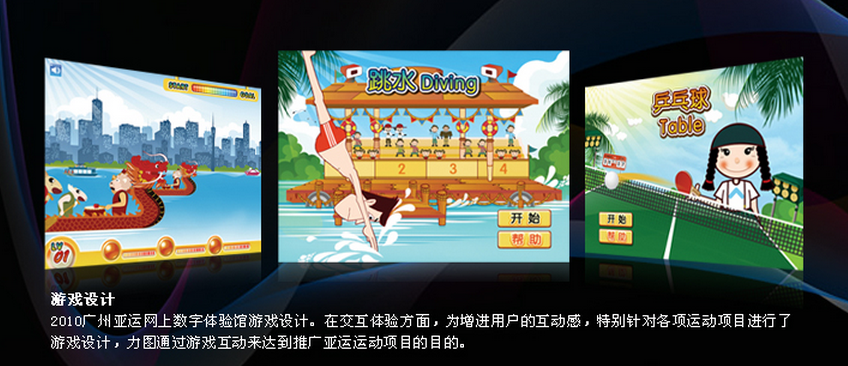 START
GOAL
跳水 Diving
乒乓球
Table
2 3 4
LV
01
开始
帮助
开始
帮助
游戏设计
2010广州亚运网上数字体验馆游戏设计。在交互体验方面，为增进用户的互动感，特别针对各项运动项目进行了
游戏设计，力图通过游戏互动来达到推广亚运运动项目的目的。